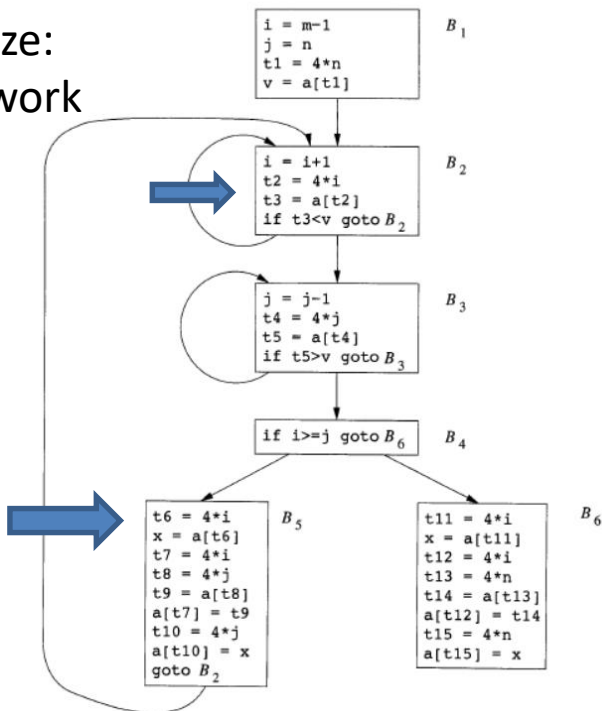 ze:
work
i = m-1
j = n
t1 = 4*n
v = a[t1]
B1
i = i+1
t2 = 4*i
t3 = a[t2]
if t3<v goto B2
B2
j = j-1
t4 = 4*j
t5 = a[t4]
if t5>v goto B3
B3
if i>=j goto B6
B4
t6 = 4*i
x = a[t6]
t7 = 4*i
t8 = 4*j
t9 = a[t8]
a[t7] = t9
t10 = 4*j
a[t10] = x
goto B2
B5
t11 = 4*i
x = a[t11]
t12 = 4*i
t13 = 4*n
t14 = a[t13]
a[t12] = t14
t15 = 4*n
a[t15] = x
B6